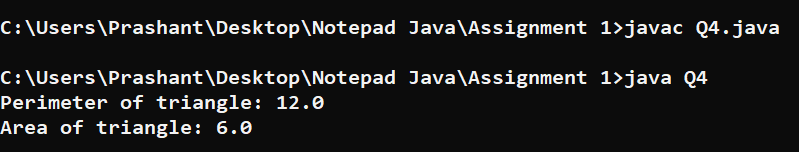 C:\Users\Prashant\Desktop\Notepad Java\Assignment 1>javac Q4.java
C:\Users\Prashant\Desktop\Notepad Java\Assignment 1>java Q4
Perimeter of triangle: 12.0
Area of triangle: 6.0